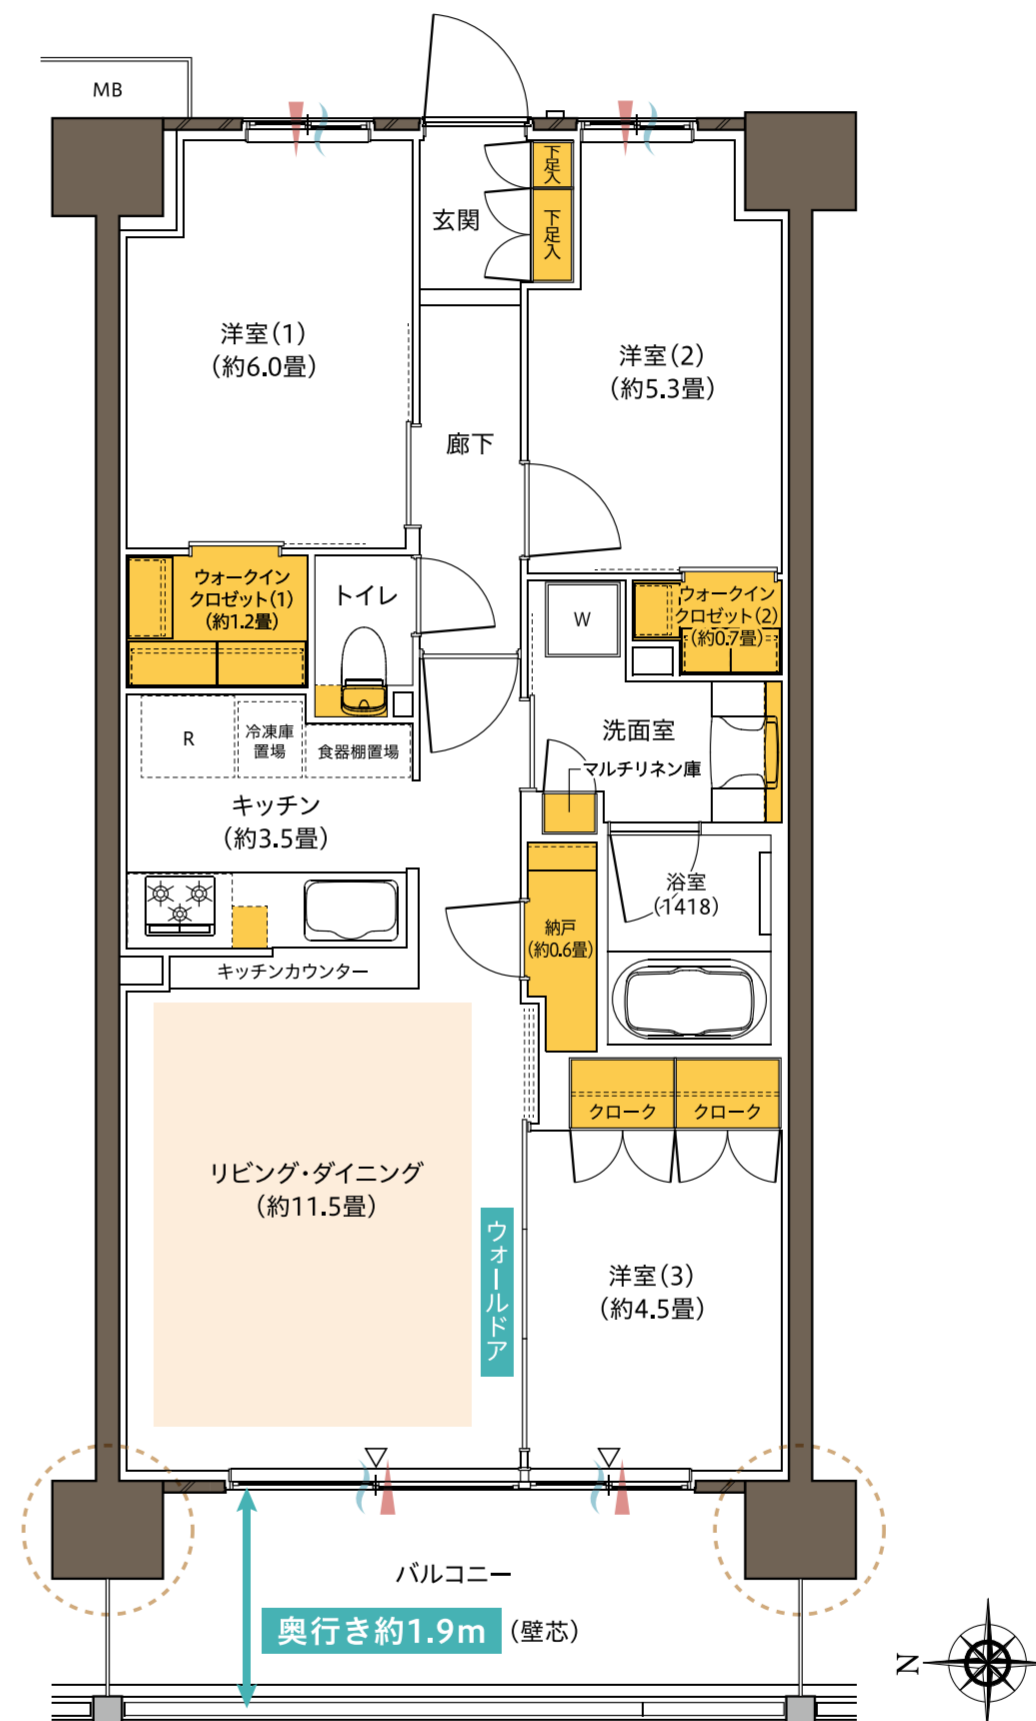 MB
玄関
下足入
下足入
洋室(1)
(約6.0畳)
洋室(2)
(約5.3畳)
廊下
ウォークイン
クロゼット(1)
(約1.2畳)
トイレ
W
ウォークイン
クロゼット(2)
(約0.7畳)
R
冷凍庫
置場
食器棚置場
洗面室
マルチリネン庫
キッチン
(約3.5畳)
浴室
(1418)
納戸
(約0.6畳)
キッチンカウンター
クローク
クローク
リビング・ダイニング
(約11.5畳)
ウォールドア
洋室(3)
(約4.5畳)
バルコニー
奥行き約1.9m (壁芯)
N